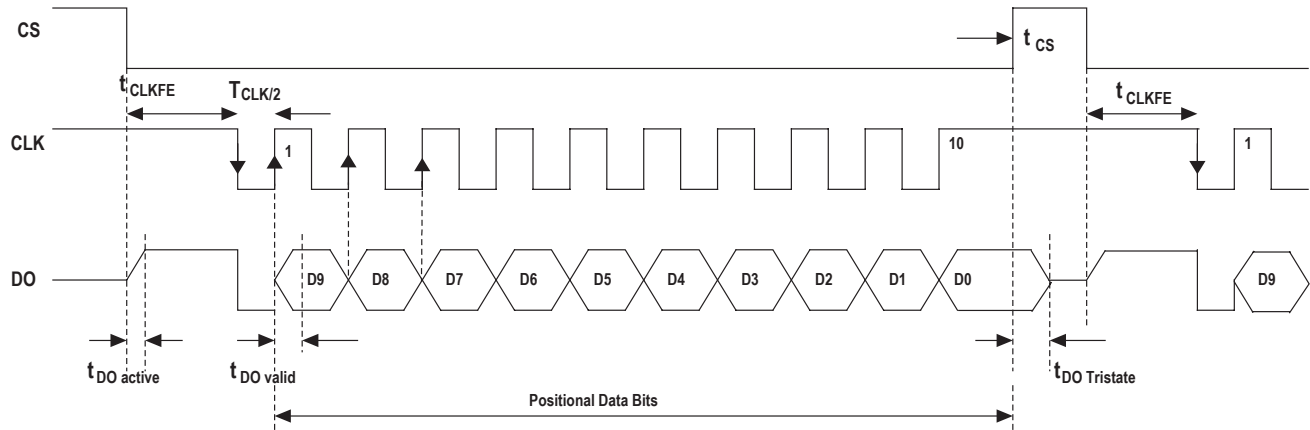 CS
t CS
t CLKFE
T CLK/2
t CLKFE
CLK
1
10
1
DO
D9
D8
D7
D6
D5
D4
D3
D2
D1
D0
D9
t DO active
t DO valid
t DO Tristate
Positional Data Bits